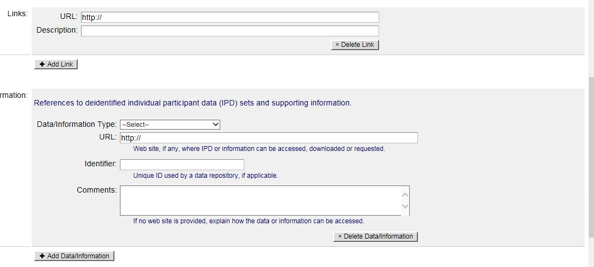 Links:
URL: http://
Description:
× Delete Link
+ Add Link
rmation:
References to deidentified individual participant data (IPD) sets and supporting information.
Data/Information Type: --Select--
URL: http://
Web site, if any, where IPD or information can be accessed, downloaded or requested.
Identifier:
Unique ID used by a data repository, if applicable.
Comments:
If no web site is provided, explain how the data or information can be accessed.
× Delete Data/Information
+ Add Data/Information